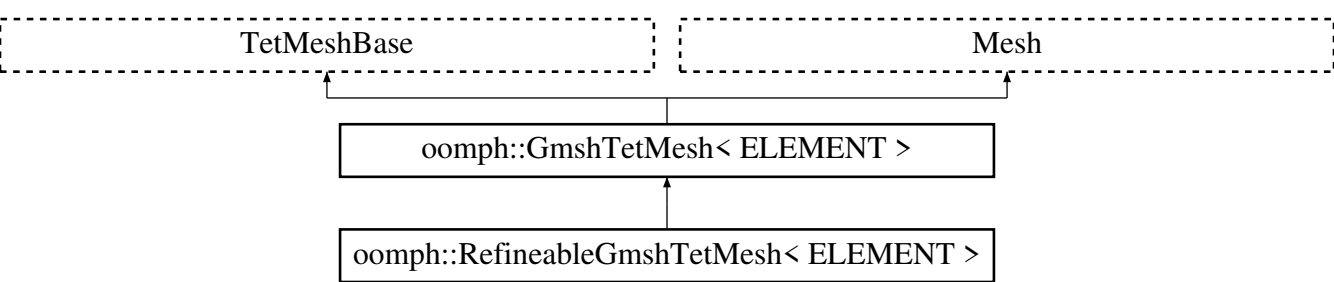 TetMeshBase
Mesh
oomph::GmshTetMesh< ELEMENT >
oomph::RefineableGmshTetMesh< ELEMENT >